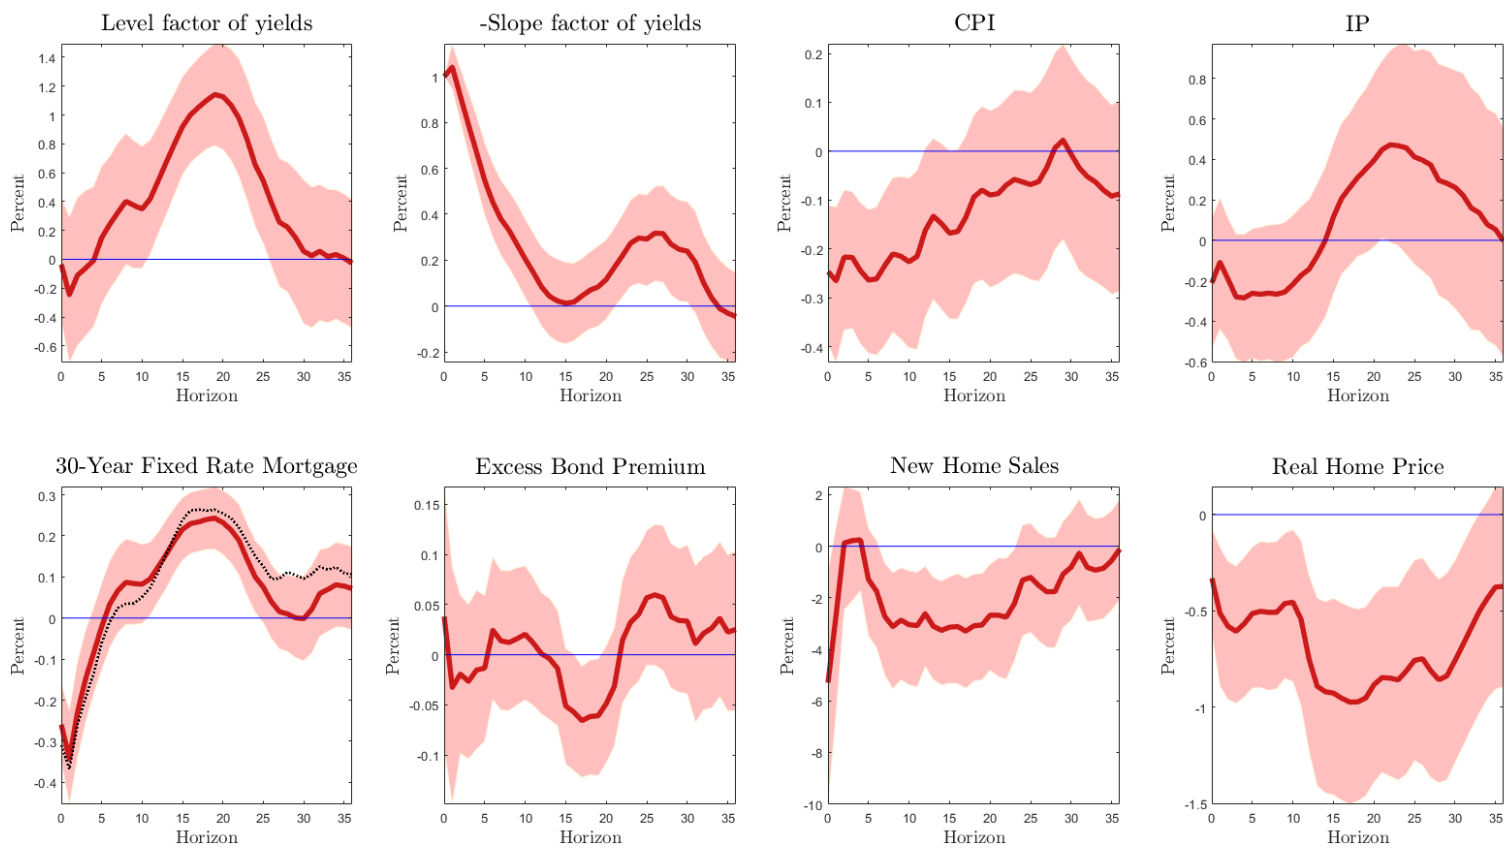 Level factor of yields
Percent
1.4
1.2
1
0.8
0.6
0.4
0.2
0
-0.2
-0.4
-0.6
0 5 10 15 20 25 30 35
Horizon
-Slope factor of yields
Percent
1
0.8
0.6
0.4
0.2
0
-0.2
0 5 10 15 20 25 30 35
Horizon
CPI
Percent
0.2
0.1
0
-0.1
-0.2
-0.3
-0.4
0 5 10 15 20 25 30 35
Horizon
IP
Percent
0.8
0.6
0.4
0.2
0
-0.2
-0.4
-0.6
0 5 10 15 20 25 30 35
Horizon
30-Year Fixed Rate Mortgage
Percent
0.3
0.2
0.1
0
-0.1
-0.2
-0.3
-0.4
0 5 10 15 20 25 30 35
Horizon
Excess Bond Premium
Percent
0.15
0.1
0.05
0
-0.05
-0.1
0 5 10 15 20 25 30 35
Horizon
New Home Sales
Percent
2
0
-2
-4
-6
-8
-10
0 5 10 15 20 25 30 35
Horizon
Real Home Price
Percent
0
-0.5
-1
-1.5
0 5 10 15 20 25 30 35
Horizon